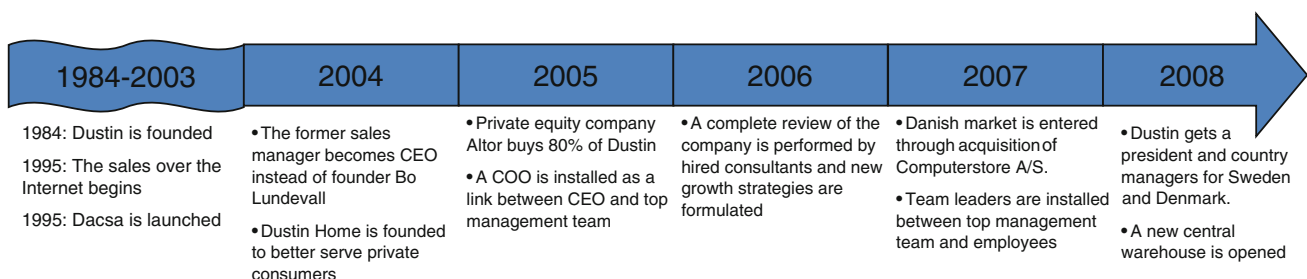 1984-2003
1984: Dustin is founded
1995: The sales over the
Internet begins
1995: Dacsa is launched
2004
•The former sales
manager becomes CEO
instead of founder Bo
Lundevall
•Dustin Home is founded
to better serve private
consumers
2005
•Private equity company
Altor buys 80% of Dustin
•A COO is installed as a
link between CEO and top
management team
2006
•A complete review of the
company is performed by
hired consultants and new
growth strategies are
formulated
2007
•Danish market is entered
through acquisition of
Computerstore A/S.
•Team leaders are installed
between top management
team and employees
2008
•Dustin gets a
president and country
managers for Sweden
and Denmark.
•A new central
warehouse is opened